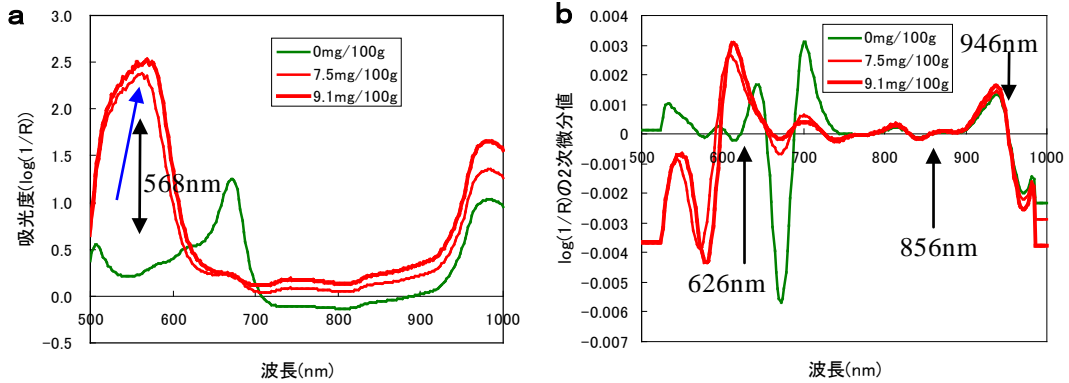 a
吸光度(log(1/R))
3.0
2.5
2.0
1.5
1.0
0.5
0.0
-0.5
500
600
700
800
900
1000
波長(nm)
0mg/100g
7.5mg/100g
9.1mg/100g
568nm
b
log(1/R)の2次微分値
0.004
0.003
0.002
0.001
0
-0.001
-0.002
-0.003
-0.004
-0.005
-0.006
-0.007
500
600
700
800
900
1000
波長(nm)
0mg/100g
7.5mg/100g
9.1mg/100g
946nm
626nm
856nm